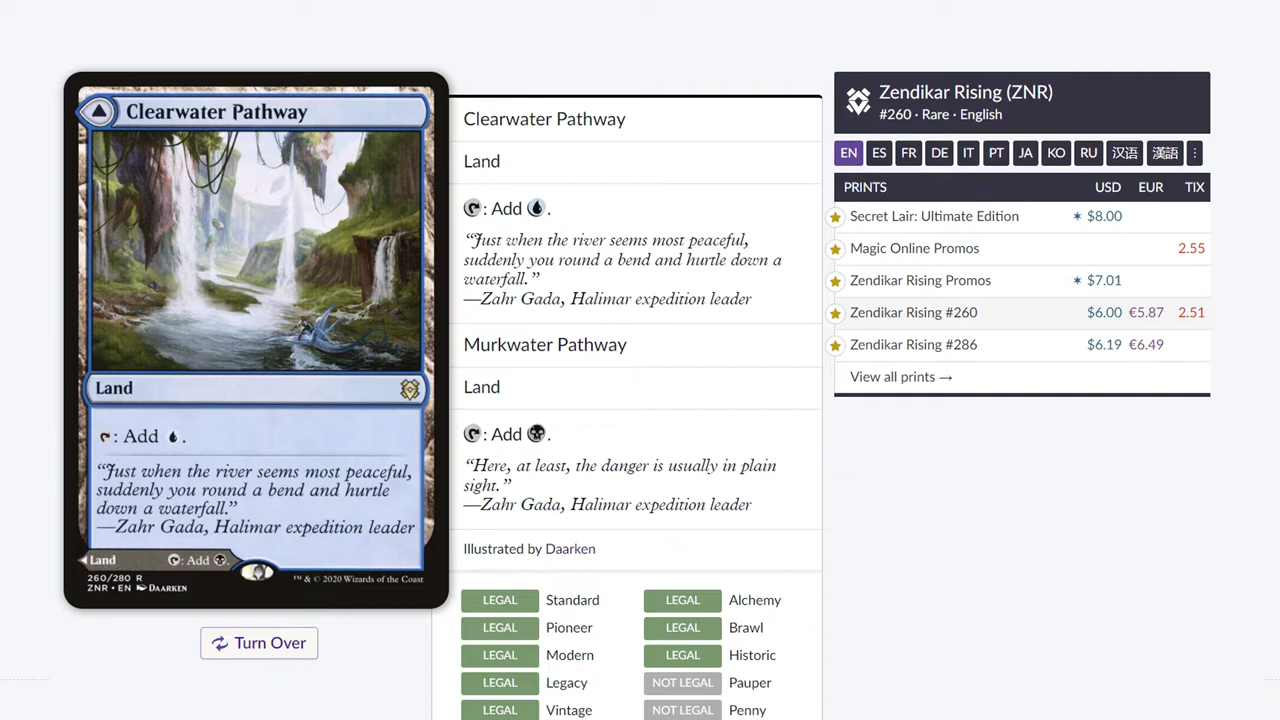 Clearwater Pathway
Land
: Add .
“Just when the river seems most peaceful,
suddenly you round a bend and hurtle
down a waterfall.”
—Zahr Gada, Halimar expedition leader
Land : Add .
260/280 R
ZNR • EN DAARKEN
™ & © 2020 Wizards of the Coast
Turn Over
Clearwater Pathway
Land
: Add .
“Just when the river seems most peaceful,
suddenly you round a bend and hurtle down a
waterfall.”
—Zahr Gada, Halimar expedition leader
Murkwater Pathway
Land
: Add .
“Here, at least, the danger is usually in plain
sight.”
—Zahr Gada, Halimar expedition leader
Illustrated by Daarken
LEGAL Standard LEGAL Alchemy
LEGAL Pioneer LEGAL Brawl
LEGAL Modern LEGAL Historic
LEGAL Legacy NOT LEGAL Pauper
LEGAL Vintage NOT LEGAL Penny
Zendikar Rising (ZNR)
#260 · Rare · English
EN ES FR DE IT PT JA KO RU 汉语 漢語
PRINTS USD EUR TIX
Secret Lair: Ultimate Edition $8.00
Magic Online Promos 2.55
Zendikar Rising Promos $7.01
Zendikar Rising #260 $6.00 €5.87 2.51
Zendikar Rising #286 $6.19 €6.49
View all prints →